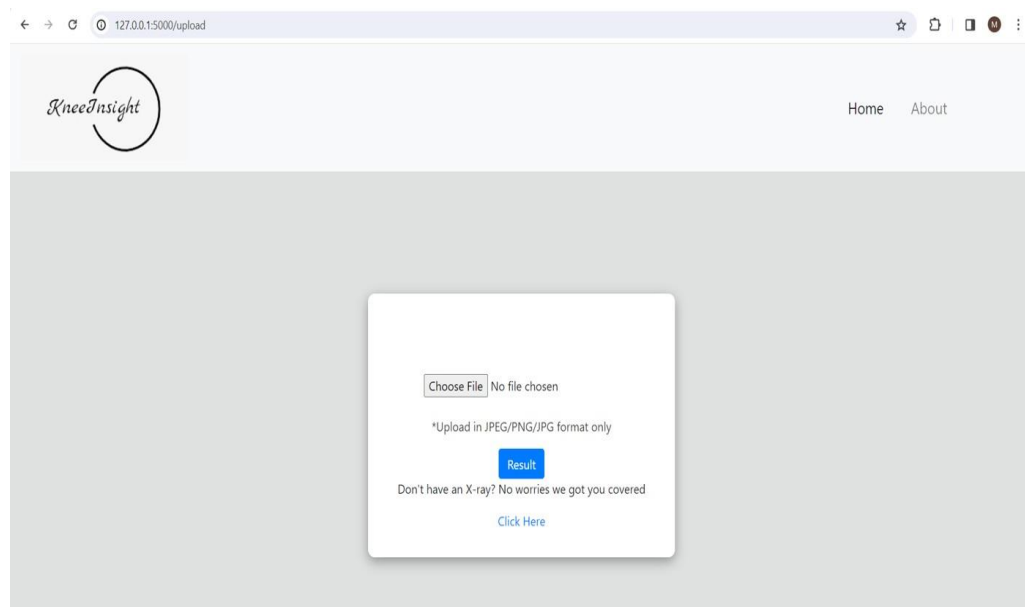 127.0.0.1:5000/upload
M
KneeInsight
Home About
Choose File No file chosen
*Upload in JPEG/PNG/JPG format only
Result
Don't have an X-ray? No worries we got you covered
Click Here